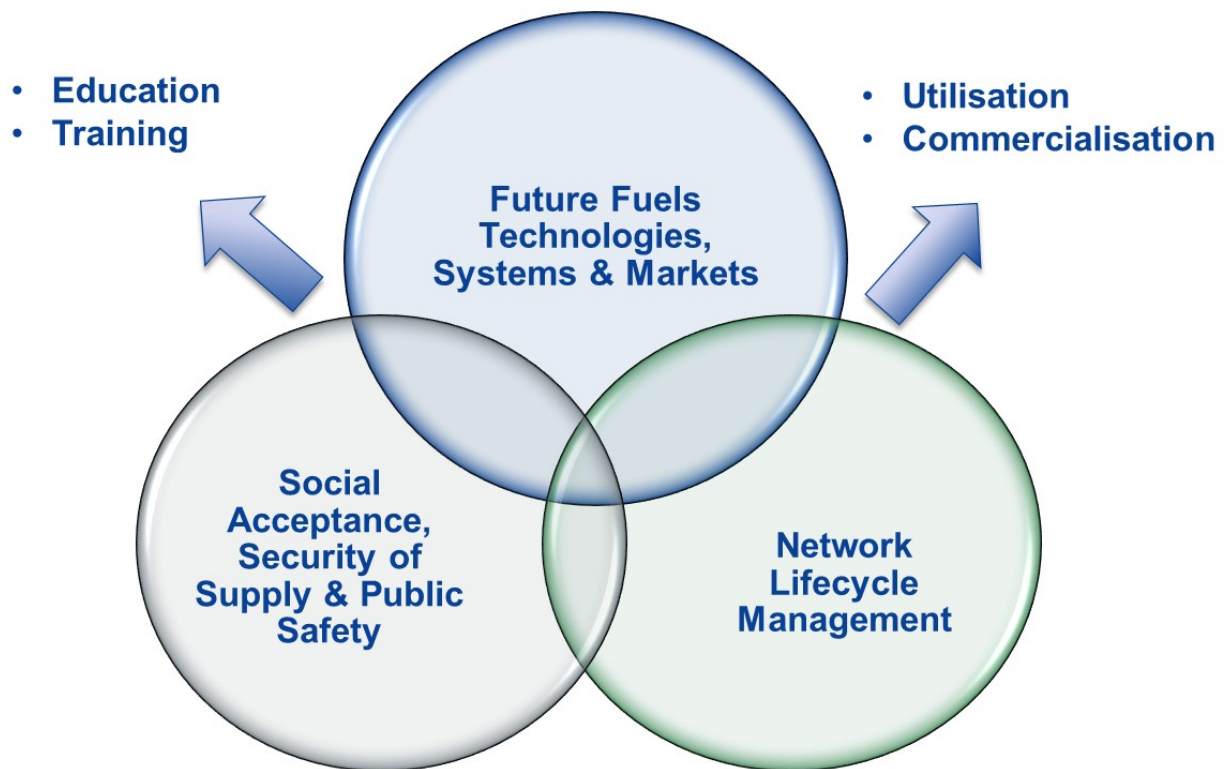 • Education
• Training
• Utilisation
• Commercialisation
Future Fuels
Technologies,
Systems & Markets
Social
Acceptance,
Security of
Supply & Public
Safety
Network
Lifecycle
Management